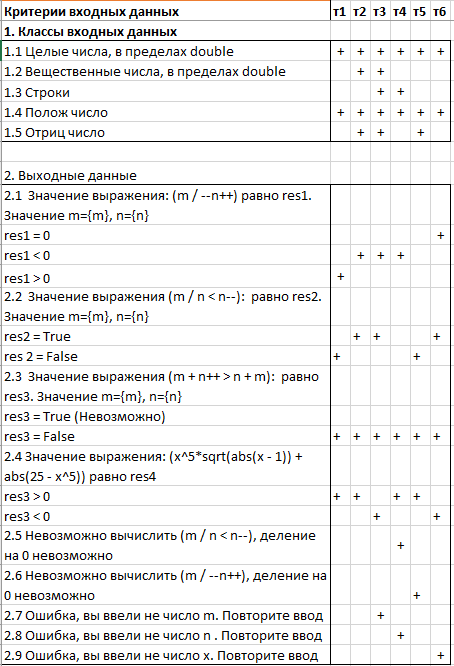 Критерии входных данных т1 т2 т3 т4 т5 т6
1. Классы входных данных
1.1 Целые числа, в пределах double + + + + + +
1.2 Вещественные числа, в пределах double + +
1.3 Строки + +
1.4 Полож число + + + + + +
1.5 Отриц число + + +
2. Выходные данные
2.1 Значение выражения: (m / --n++) равно res1.
Значение m={m}, n={n}
res1 = 0 +
res1 < 0 + + +
res1 > 0 +
2.2 Значение выражения (m / n < n--): равно res2.
Значение m={m}, n={n}
res2 = True + + +
res 2 = False + +
2.3 Значение выражения (m + n++ > n + m): равно
res3. Значение m={m}, n={n}
res3 = True (Невозможно)
res3 = False + + + + + +
2.4 Значение выражения: (x^5*sqrt(abs(x - 1)) +
abs(25 - x^5)) равно res4
res3 > 0 + + + +
res3 < 0 + +
2.5 Невозможно вычислить (m / n < n--), деление
на 0 невозможно +
2.6 Невозможно вычислить (m / --n++), деление на
0 невозможно +
2.7 Ошибка, вы ввели не число m. Повторите ввод +
2.8 Ошибка, вы ввели не число n . Повторите ввод +
2.9 Ошибка, вы ввели не число x. Повторите ввод +